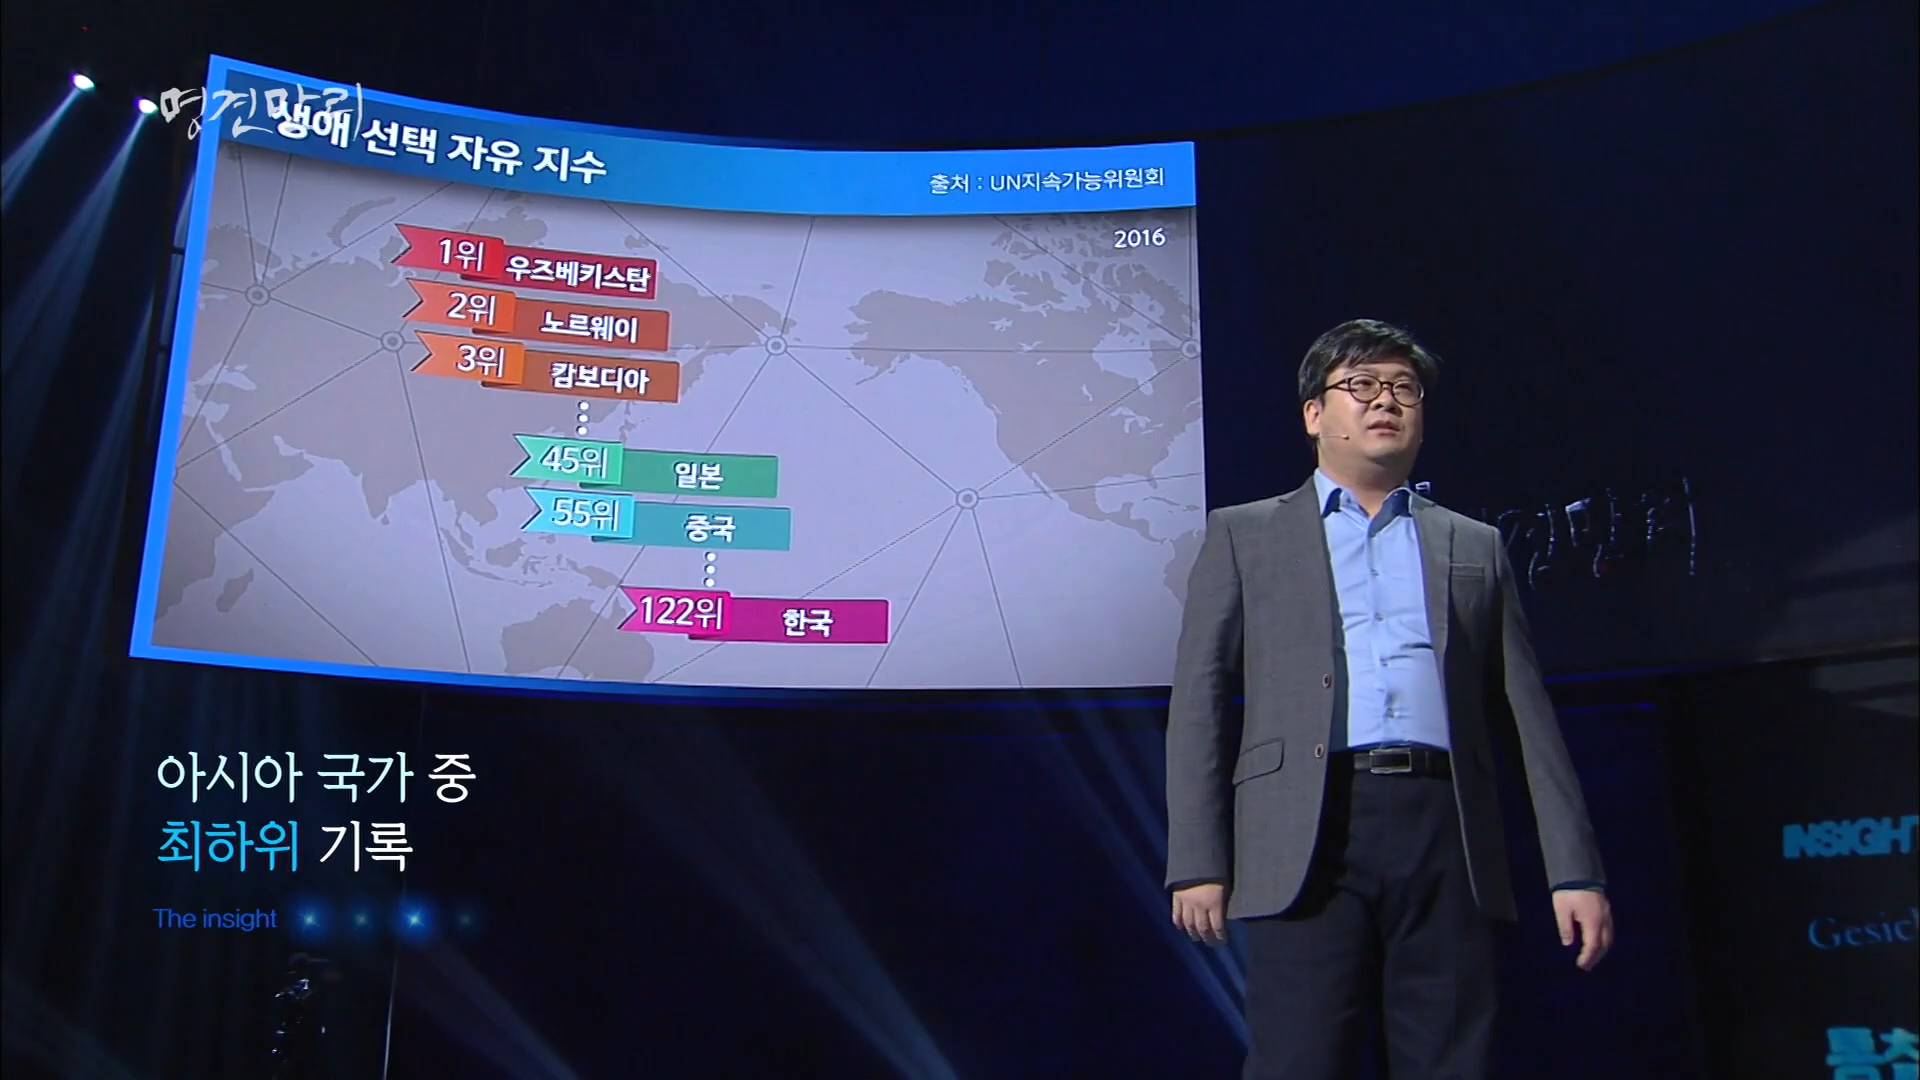 명견만리
생애 선택 자유 지수
출처 : UN지속가능위원회
2016
1위 우즈베키스탄
2위 노르웨이
3위 캄보디아
45위 일본
55위 중국
122위 한국
아시아 국가 중
최하위 기록
The insight
INSIGHT